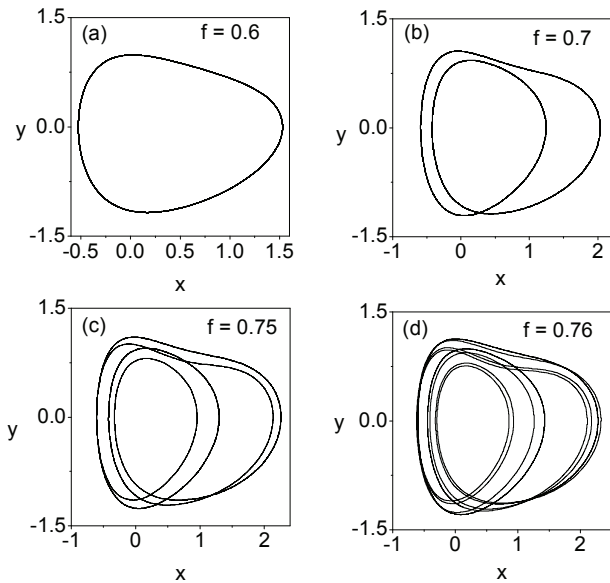 (a) f = 0.6
1.5
y 0.0
-1.5
-0.5 0.0 0.5 1.0 1.5
x
(b) f = 0.7
1.5
y 0.0
-1.5
-1 0 1 2
x
(c) f = 0.75
1.5
y 0.0
-1.5
-1 0 1 2
x
(d) f = 0.76
1.5
y 0.0
-1.5
-1 0 1 2
x